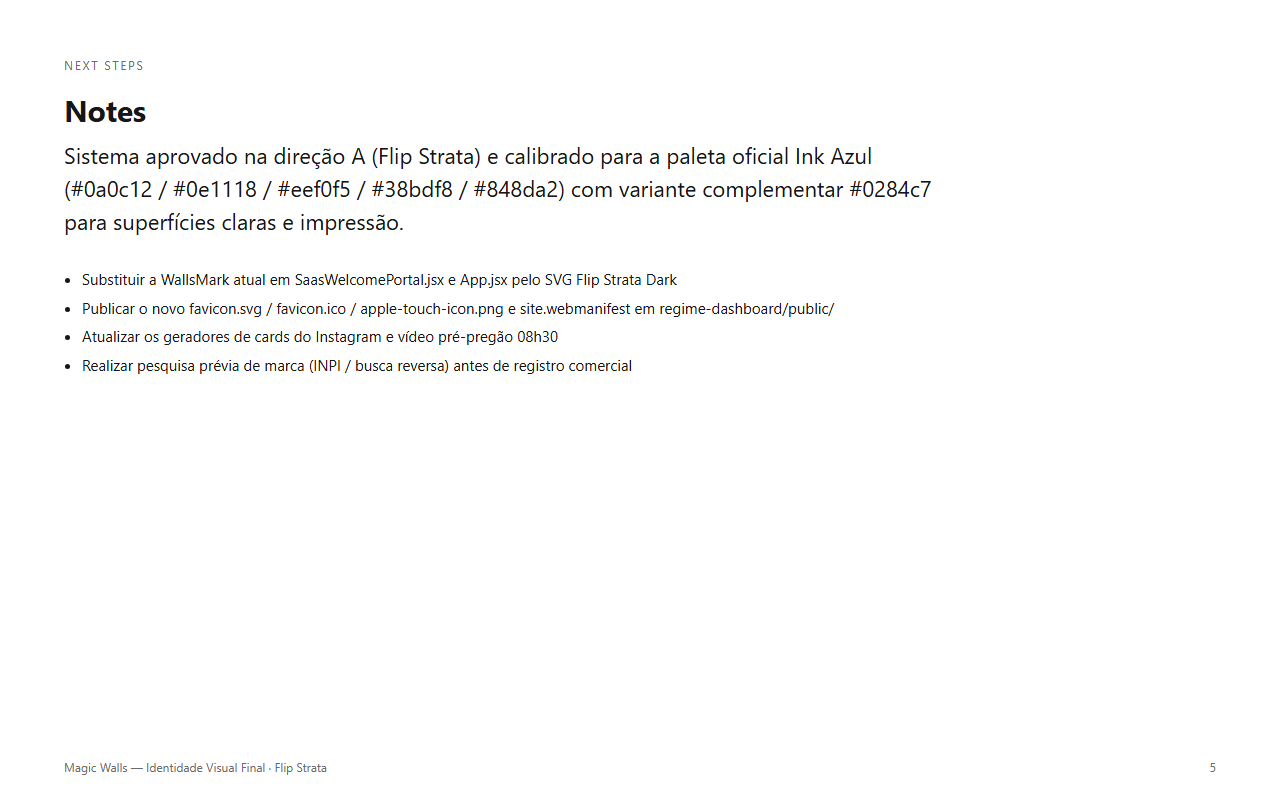 NEXT STEPS
Notes
Sistema aprovado na direção A (Flip Strata) e calibrado para a paleta oficial Ink Azul
(#0a0c12 / #0e1118 / #eef0f5 / #38bdf8 / #848da2) com variante complementar #0284c7
para superfícies claras e impressão.
• Substituir a WallsMark atual em SaasWelcomePortal.jsx e App.jsx pelo SVG Flip Strata Dark
• Publicar o novo favicon.svg / favicon.ico / apple-touch-icon.png e site.webmanifest em regime-dashboard/public/
• Atualizar os geradores de cards do Instagram e vídeo pré-pregão 08h30
• Realizar pesquisa prévia de marca (INPI / busca reversa) antes de registro comercial
Magic Walls — Identidade Visual Final · Flip Strata
5